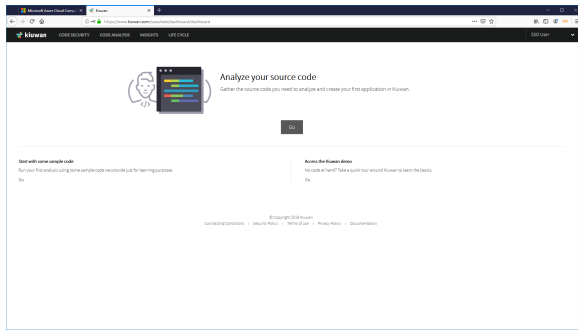 Microsoft Azure Cloud Comp
Kiuwan
https://www.kiuwan.com/saas/web/dashboard/dashboard
kiuwan
CODE SECURITY
CODE ANALYSIS
INSIGHTS
LIFE CYCLE
SSO User
Analyze your source code
Gather the source code you need to analyze and create your first application in Kiuwan.
Go
Start with some sample code
Run your first analysis using some sample code we provide just for learning purposes.
Go
Access the Kiuwan demo
No code at hand? Take a quick tour around Kiuwan to learn the basics.
Go
© Copyright 2019 Kiuwan
Contracting Conditions | Security Policy | Terms of use | Privacy Policy | Documentation